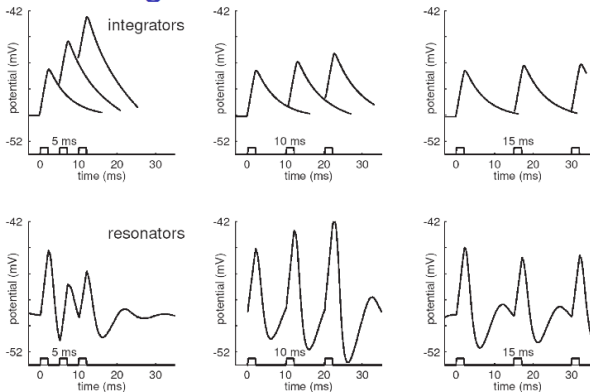 -42
integrators
potential (mV)
-52
5 ms
0 10 20 30
time (ms)
-42
potential (mV)
-52
10 ms
0 10 20 30
time (ms)
-42
potential (mV)
-52
15 ms
0 10 20 30
time (ms)
-42
resonators
potential (mV)
-52
5 ms
0 10 20 30
time (ms)
-42
potential (mV)
-52
10 ms
0 10 20 30
time (ms)
-42
potential (mV)
-52
15 ms
0 10 20 30
time (ms)